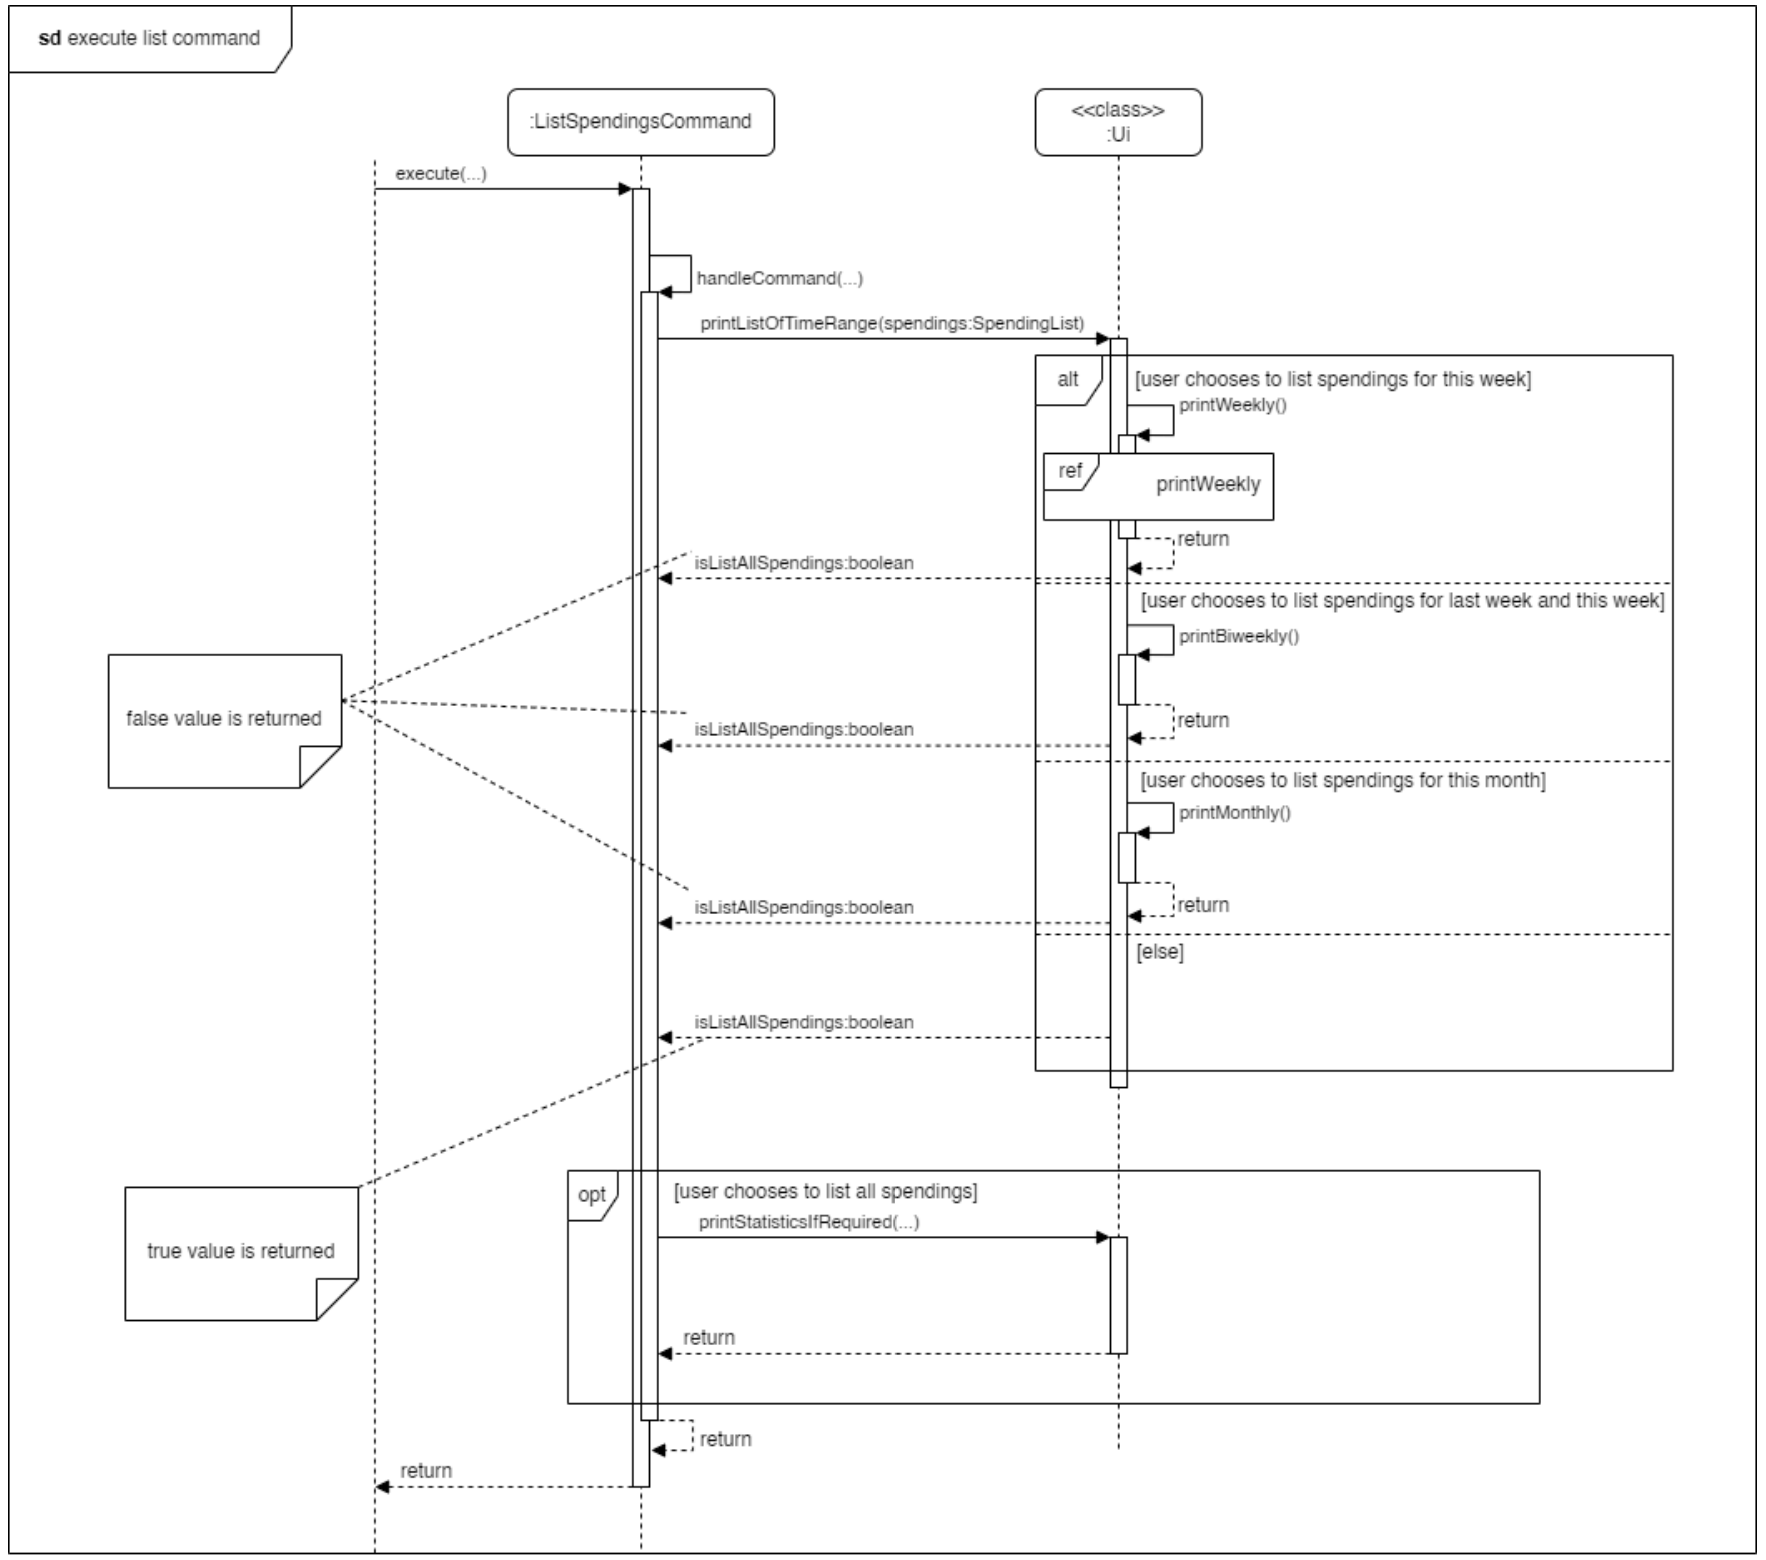 sd execute list command
:ListSpendingsCommand
<<class>>
:Ui
execute(...)
handleCommand(...)
printListOfTimeRange(spendings:SpendingList)
alt
[user chooses to list spendings for this week]
printWeekly()
ref
printWeekly
return
isListAllSpendings:boolean
[user chooses to list spendings for last week and this week]
printBiweekly()
false value is returned
return
isListAllSpendings:boolean
[user chooses to list spendings for this month]
printMonthly()
return
isListAllSpendings:boolean
[else]
isListAllSpendings:boolean
opt
[user chooses to list all spendings]
printStatisticsIfRequired(...)
true value is returned
return
return
return